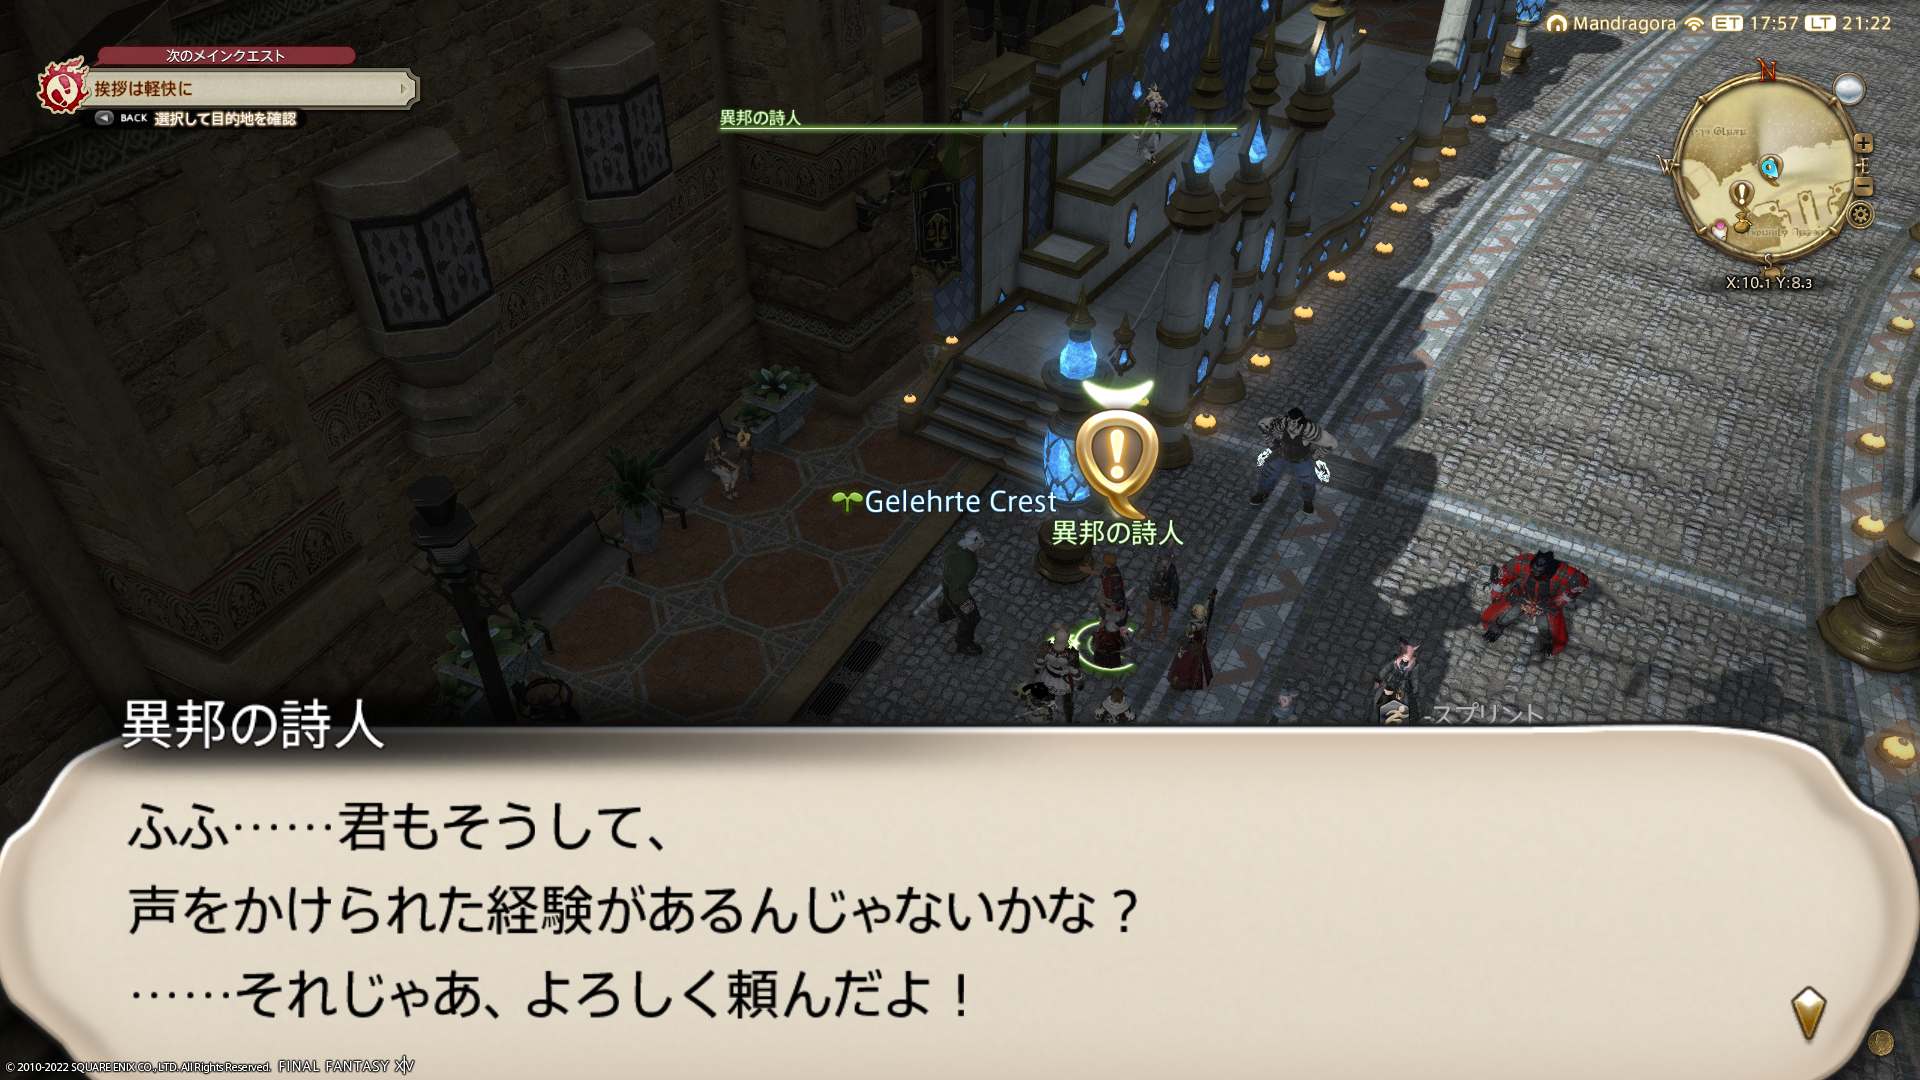 次のメインクエスト
挨拶は軽快に
BACK 選択して目的地を確認
異邦の詩人
Mandragora ET 17:57 LT 21:22
N
W
E
S
X:10.1 Y:8.3
Gelehrte Crest
異邦の詩人
-スプリント
異邦の詩人
ふふ……君もそうして、
声をかけられた経験があるんじゃないかな？
……それじゃあ、よろしく頼んだよ！
© 2010-2022 SQUARE ENIX CO., LTD. All Rights Reserved. FINAL FANTASY XIV